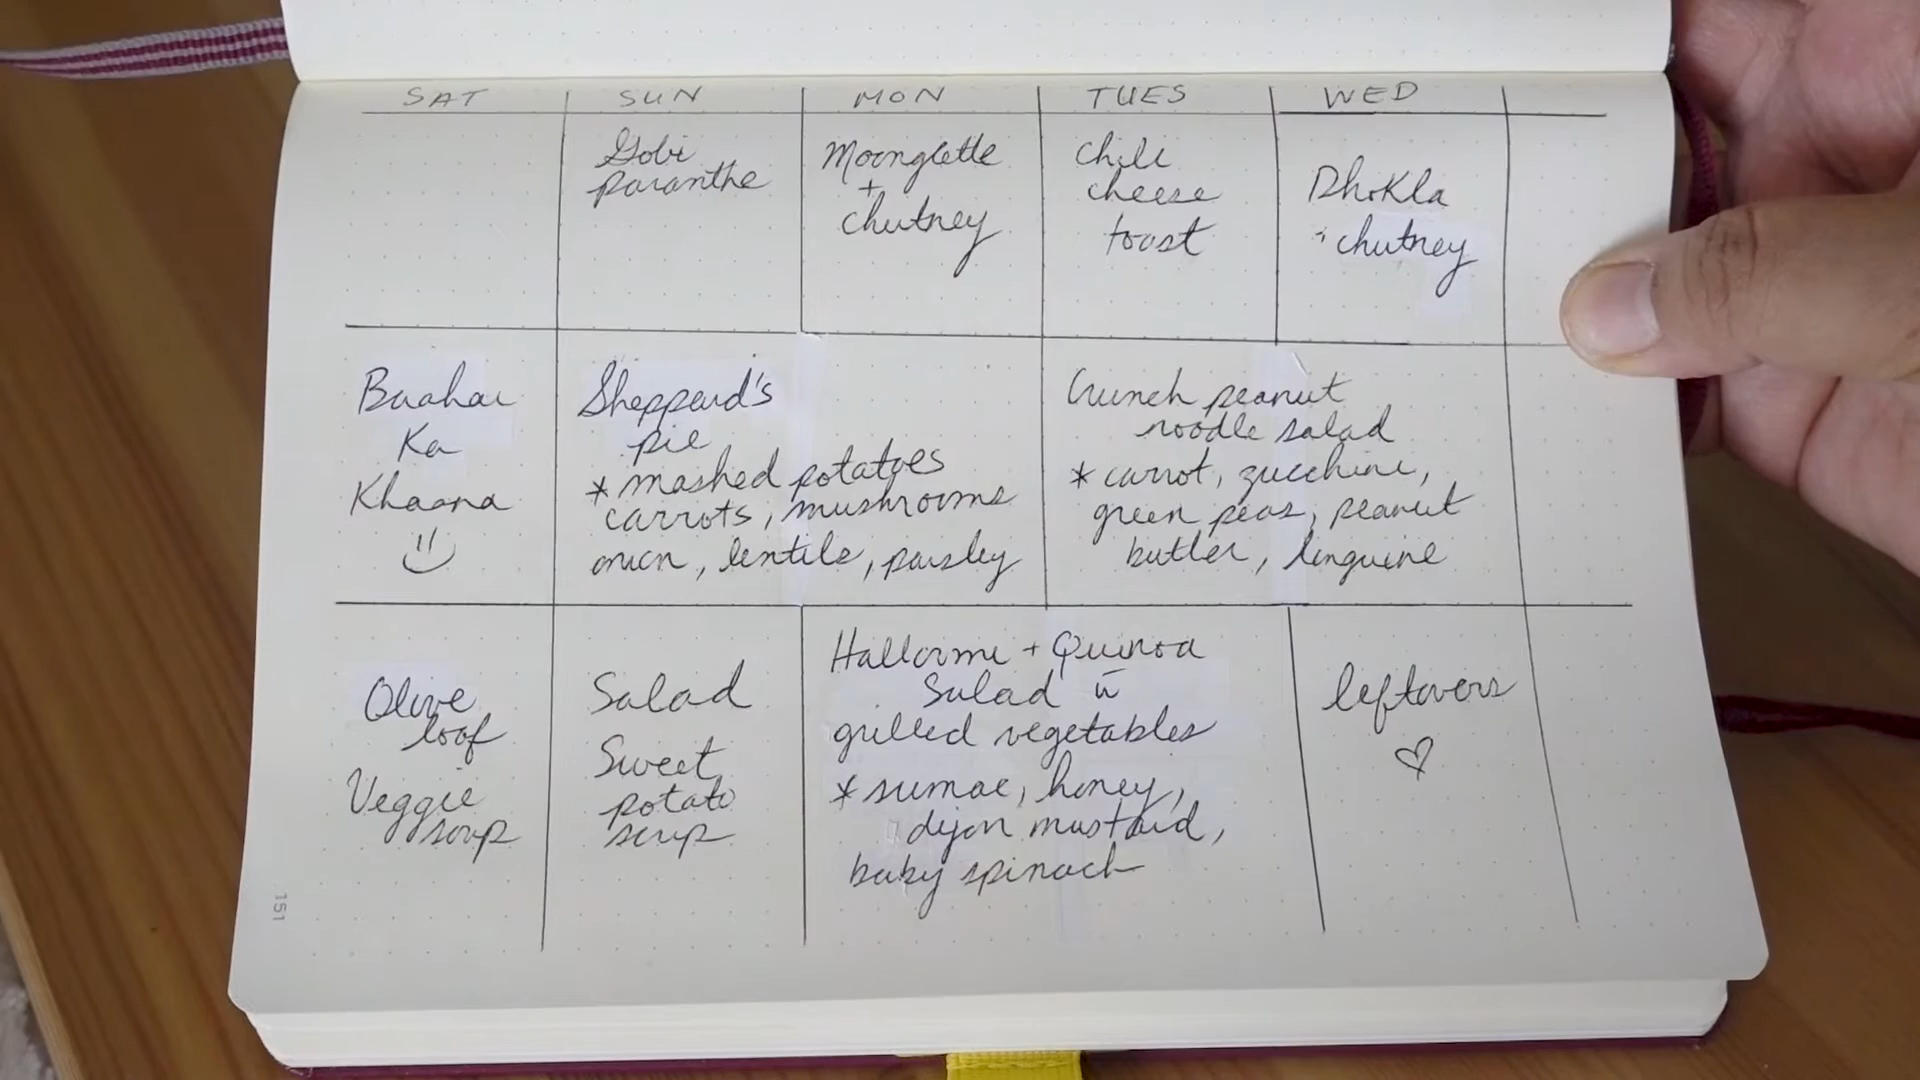 SAT SUN MON TUES WED
Gobi
paranthe
Moonglette
+
chutney
Chili
cheese
toast
Dhokla
+ chutney
Baahar
Ka
Khaana
Sheppard's
pie
* mashed potatoes
carrots, mushrooms
onion, lentils, parsley
Crunch peanut
noodle salad
* carrot, zucchini,
green peas, peanut
butter, linguine
Olive
loaf
Veggie
soup
Salad
Sweet
potato
soup
Halloumi + Quinoa
Salad w
grilled vegetables
* sumac, honey,
dijon mustard,
baby spinach
leftovers
151